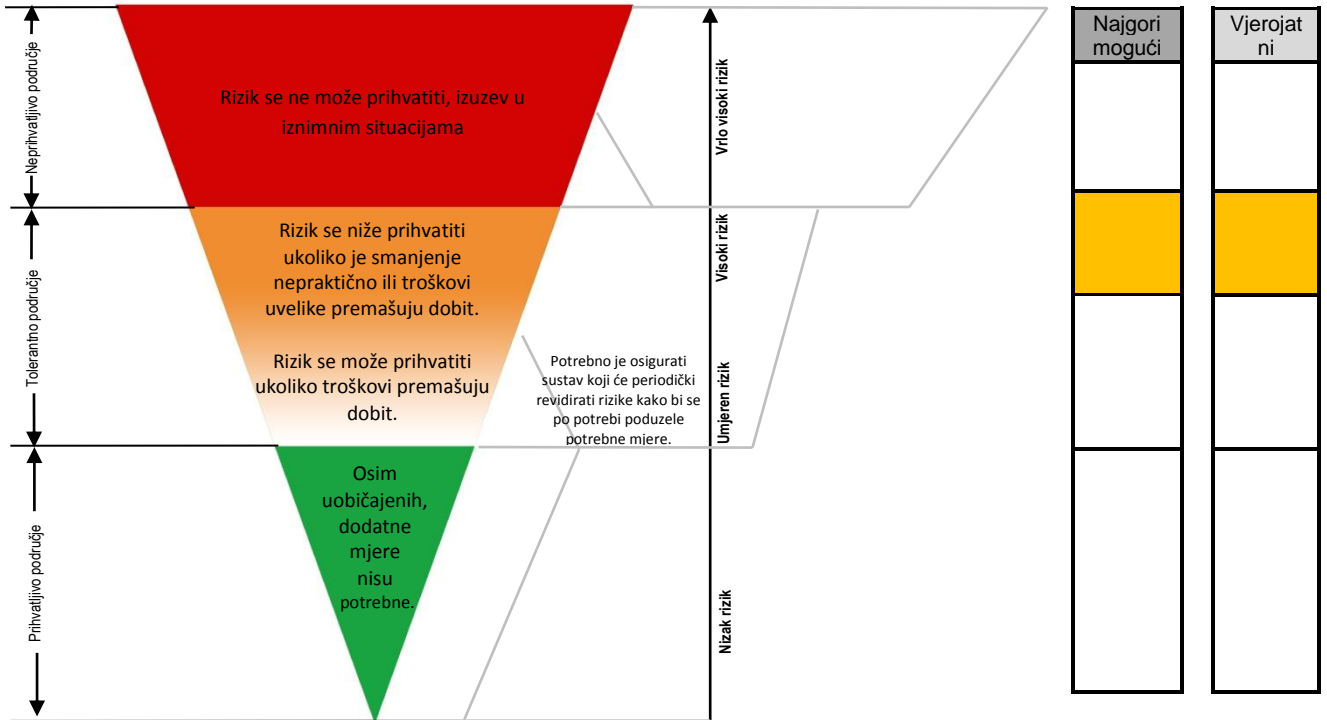 Neprihvatljivo područje
Tolerantno područje
Prihvatljivo područje
Rizik se ne može prihvatiti, izuzev u
iznimnim situacijama
Rizik se niže prihvatiti
ukoliko je smanjenje
nepraktično ili troškovi
uvelike premašuju dobit.
Rizik se može prihvatiti
ukoliko troškovi premašuju
dobit.
Osim
uobičajenih,
dodatne
mjere
nisu
potrebne.
Potrebno je osigurati
sustav koji će periodički
revidirati rizike kako bi se
po potrebi poduzele
potrebne mjere.
Vrlo visoki rizik
Visoki rizik
Umjeren rizik
Nizak rizik
Najgori
mogući
Vjerojat
ni